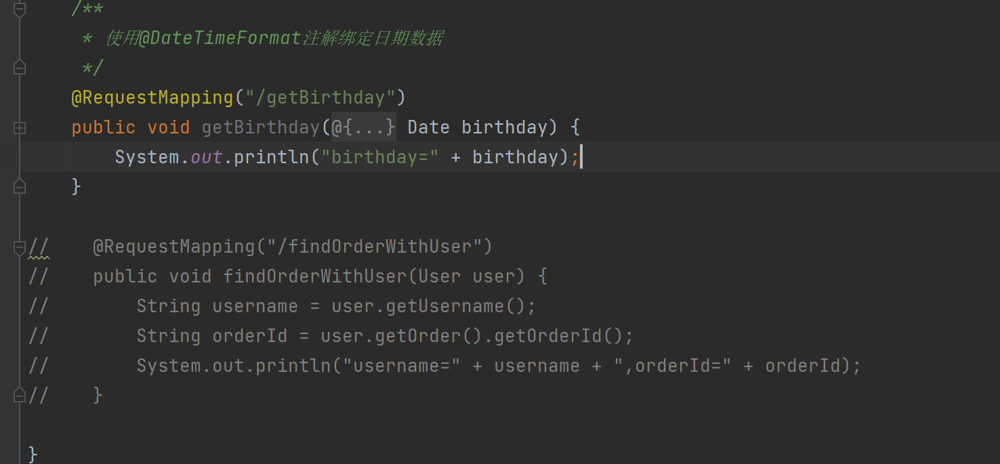 /**
* 使用@DateTimeFormat注解绑定日期数据
*/
@RequestMapping("/getBirthday")
public void getBirthday(@{...} Date birthday) {
System.out.println("birthday=" + birthday);
}
// @RequestMapping("/findOrderWithUser")
// public void findOrderWithUser(User user) {
// String username = user.getUsername();
// String orderId = user.getOrder().getOrderId();
// System.out.println("username=" + username + ",orderId=" + orderId);
// }
}